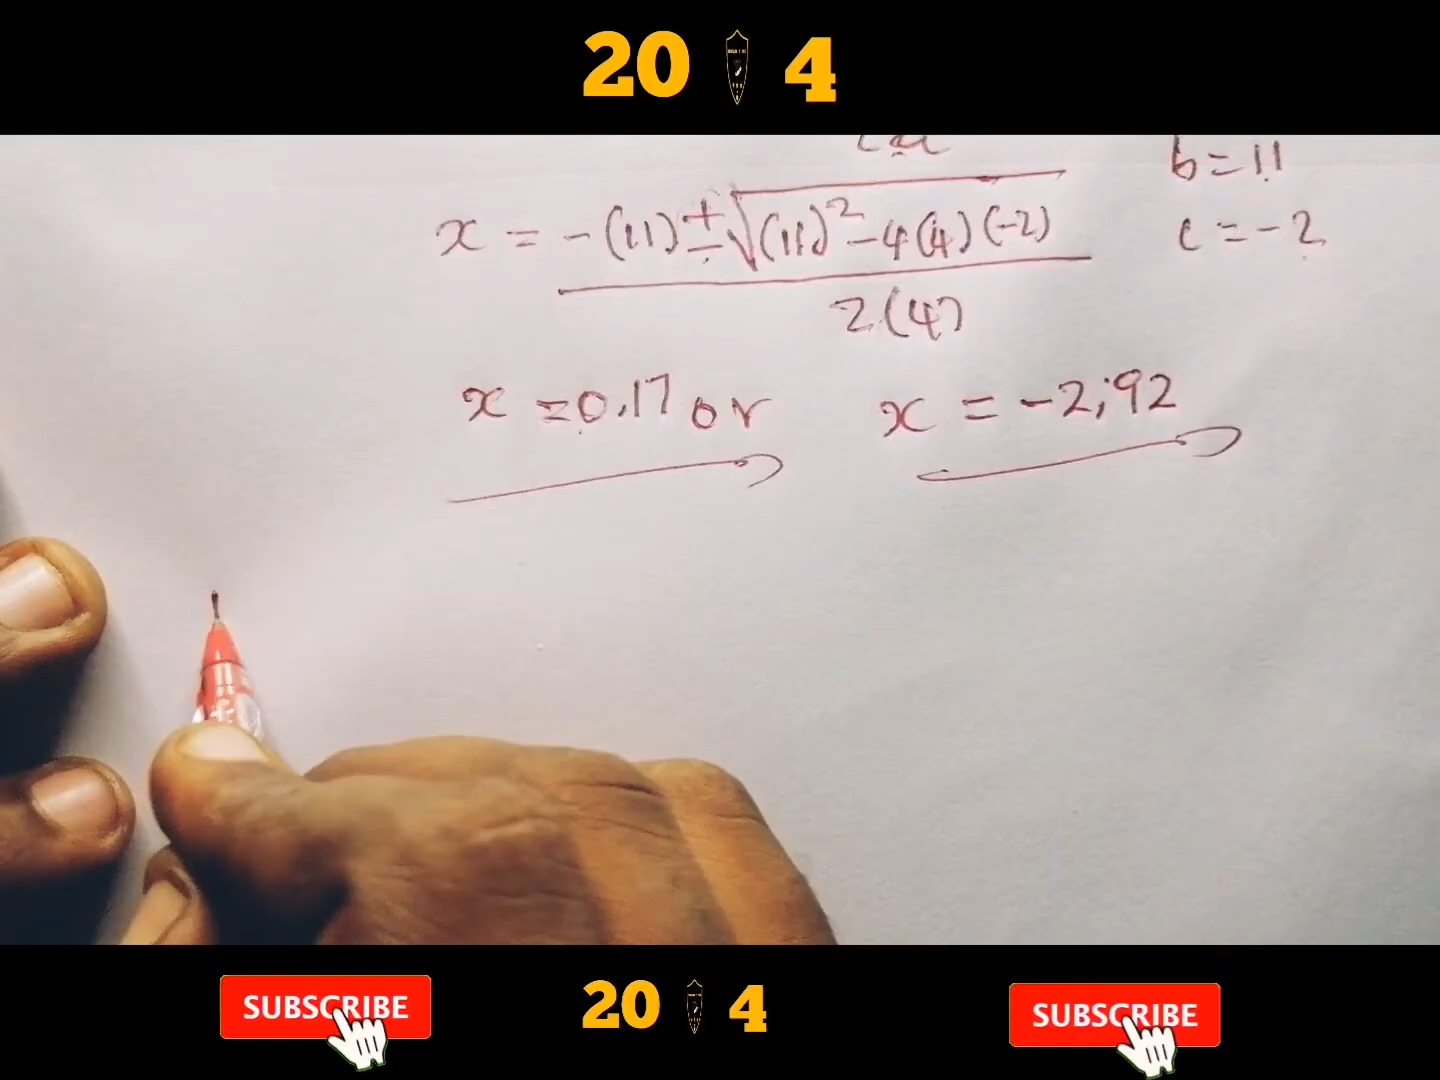 20 4
b = 11
x = -(11) ± √(11)² - 4(4)(-2) c = -2
2(4)
x = 0.17 or x = -2,92
SUBSCRIBE 20 4 SUBSCRIBE